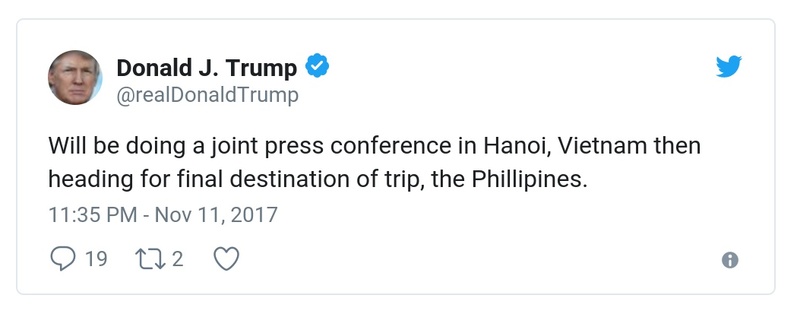 Donald J. Trump
@realDonaldTrump
Will be doing a joint press conference in Hanoi, Vietnam then
heading for final destination of trip, the Phillipines.
11:35 PM - Nov 11, 2017
19 2